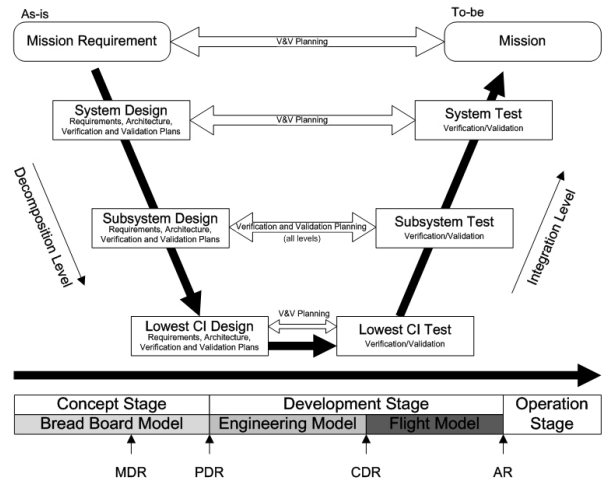 As-is
To-be
Mission Requirement
V&V Planning
Mission
System Design
Requirements, Architecture,
Verification and Validation Plans
V&V Planning
System Test
Verification/Validation
Decomposition Level
Subsystem Design
Requirements, Architecture,
Verification and Validation Plans
Verification and Validation Planning
(all levels)
Subsystem Test
Verification/Validation
Integration Level
Lowest CI Design
Requirements, Architecture,
Verification and Validation Plans
V&V Planning
Lowest CI Test
Verification/Validation
Concept Stage
Development Stage
Operation
Stage
Bread Board Model
Engineering Model
Flight Model
MDR
PDR
CDR
AR